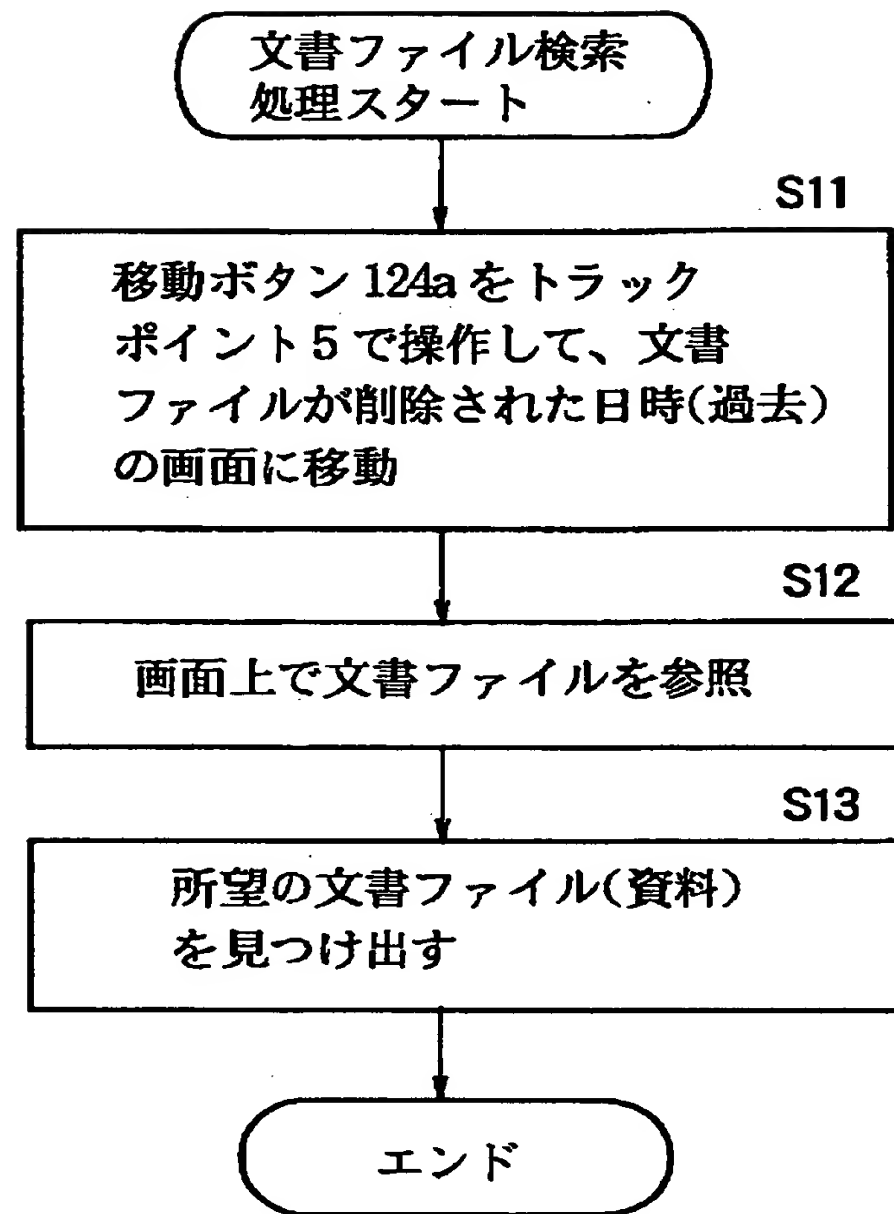 文書ファイル検索
処理スタート
S11
移動ボタン124aをトラック
ポイント5で操作して、文書
ファイルが削除された日時(過去)
の画面に移動
S12
画面上で文書ファイルを参照
S13
所望の文書ファイル(資料)
を見つけ出す
エンド